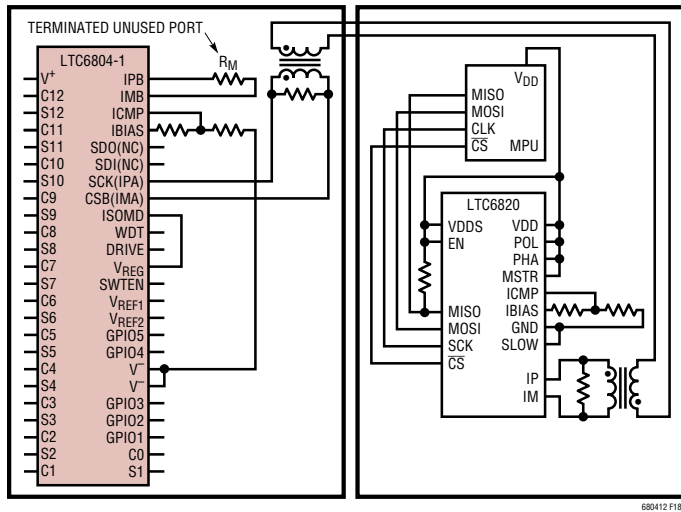 TERMINATED UNUSED PORT
RM
LTC6804-1
V+
C12
S12
C11
S11
C10
S10
C9
S9
C8
S8
C7
S7
C6
S6
C5
S5
C4
S4
C3
S3
C2
S2
C1
IPB
IMB
ICMP
IBIAS
SDO(NC)
SDI(NC)
SCK(IPA)
CSB(IMA)
ISOMD
WDT
DRIVE
VREG
SWTEN
VREF1
VREF2
GPIO5
GPIO4
V–
V–
GPIO3
GPIO2
GPIO1
C0
S1
VDD
MISO
MOSI
CLK
CS
MPU
LTC6820
VDDS
EN
MISO
MOSI
SCK
CS
VDD
POL
PHA
MSTR
ICMP
IBIAS
GND
SLOW
IP
IM
680412 F18